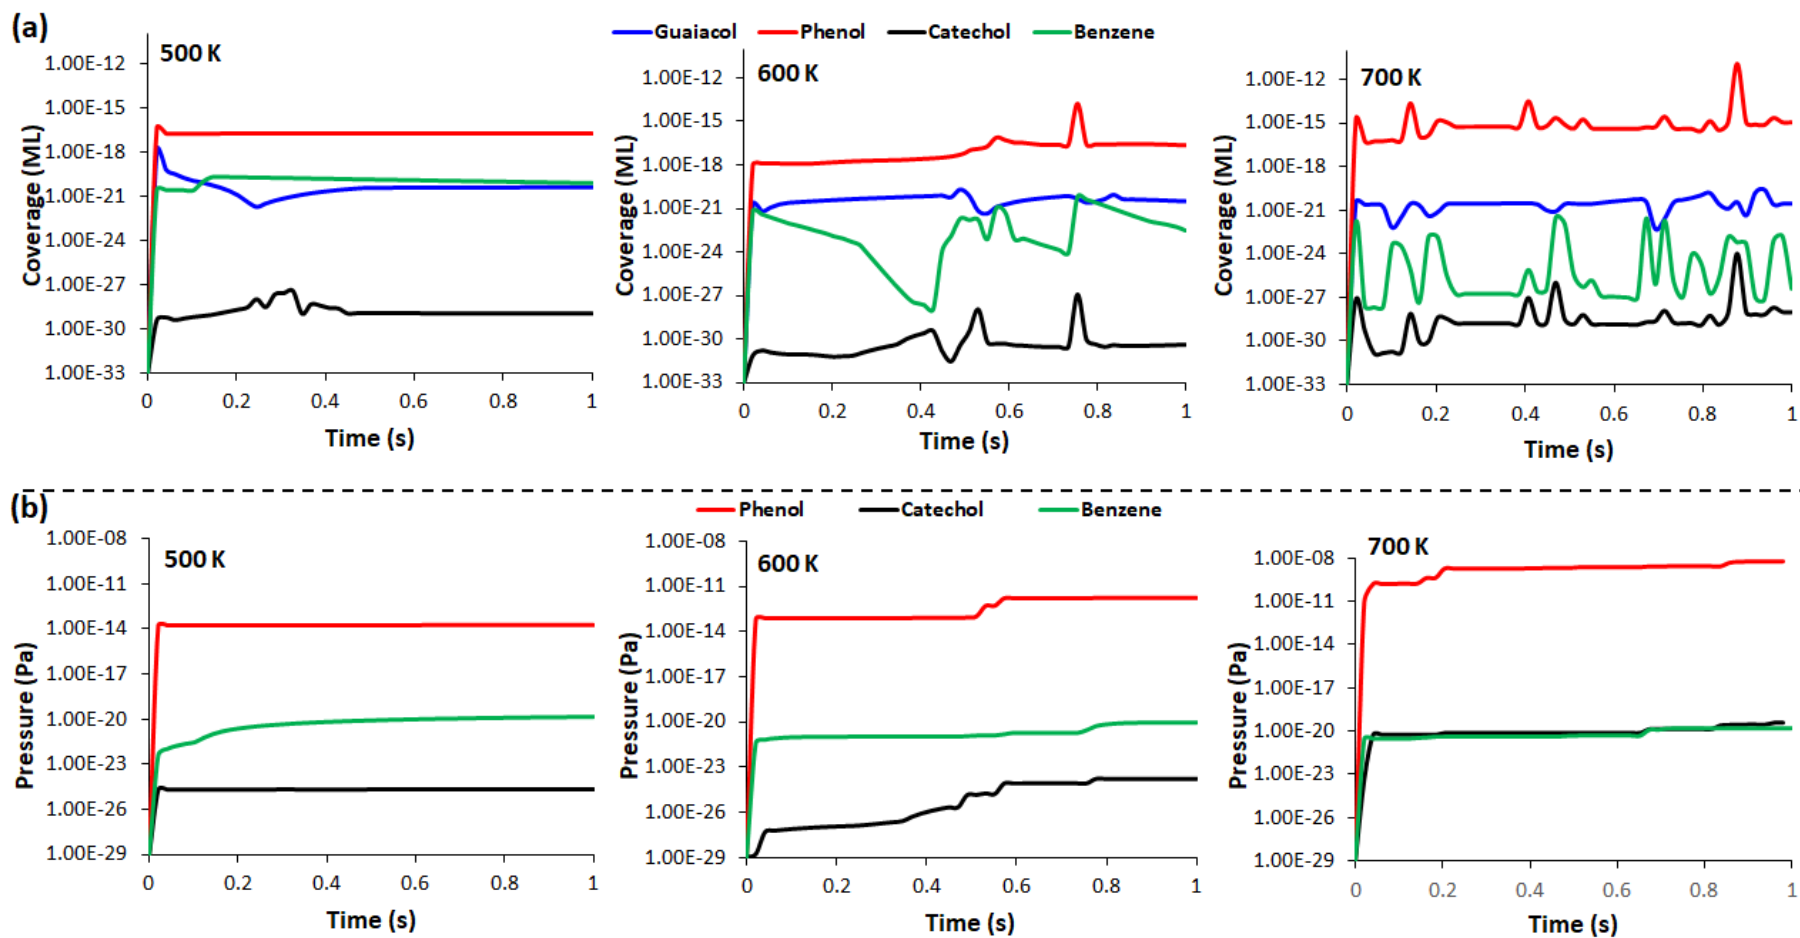 (a)
Guaiacol Phenol Catechol Benzene
500 K
1.00E-12
1.00E-15
1.00E-18
1.00E-21
1.00E-24
1.00E-27
1.00E-30
1.00E-33
Coverage (ML)
0 0.2 0.4 0.6 0.8 1
Time (s)
600 K
1.00E-12
1.00E-15
1.00E-18
1.00E-21
1.00E-24
1.00E-27
1.00E-30
1.00E-33
Coverage (ML)
0 0.2 0.4 0.6 0.8 1
Time (s)
700 K
1.00E-12
1.00E-15
1.00E-18
1.00E-21
1.00E-24
1.00E-27
1.00E-30
1.00E-33
Coverage (ML)
0 0.2 0.4 0.6 0.8 1
Time (s)
(b)
Phenol Catechol Benzene
500 K
1.00E-08
1.00E-11
1.00E-14
1.00E-17
1.00E-20
1.00E-23
1.00E-26
1.00E-29
Pressure (Pa)
0 0.2 0.4 0.6 0.8 1
Time (s)
600 K
1.00E-08
1.00E-11
1.00E-14
1.00E-17
1.00E-20
1.00E-23
1.00E-26
1.00E-29
Pressure (Pa)
0 0.2 0.4 0.6 0.8 1
Time (s)
700 K
1.00E-08
1.00E-11
1.00E-14
1.00E-17
1.00E-20
1.00E-23
1.00E-26
1.00E-29
Pressure (Pa)
0 0.2 0.4 0.6 0.8 1
Time (s)